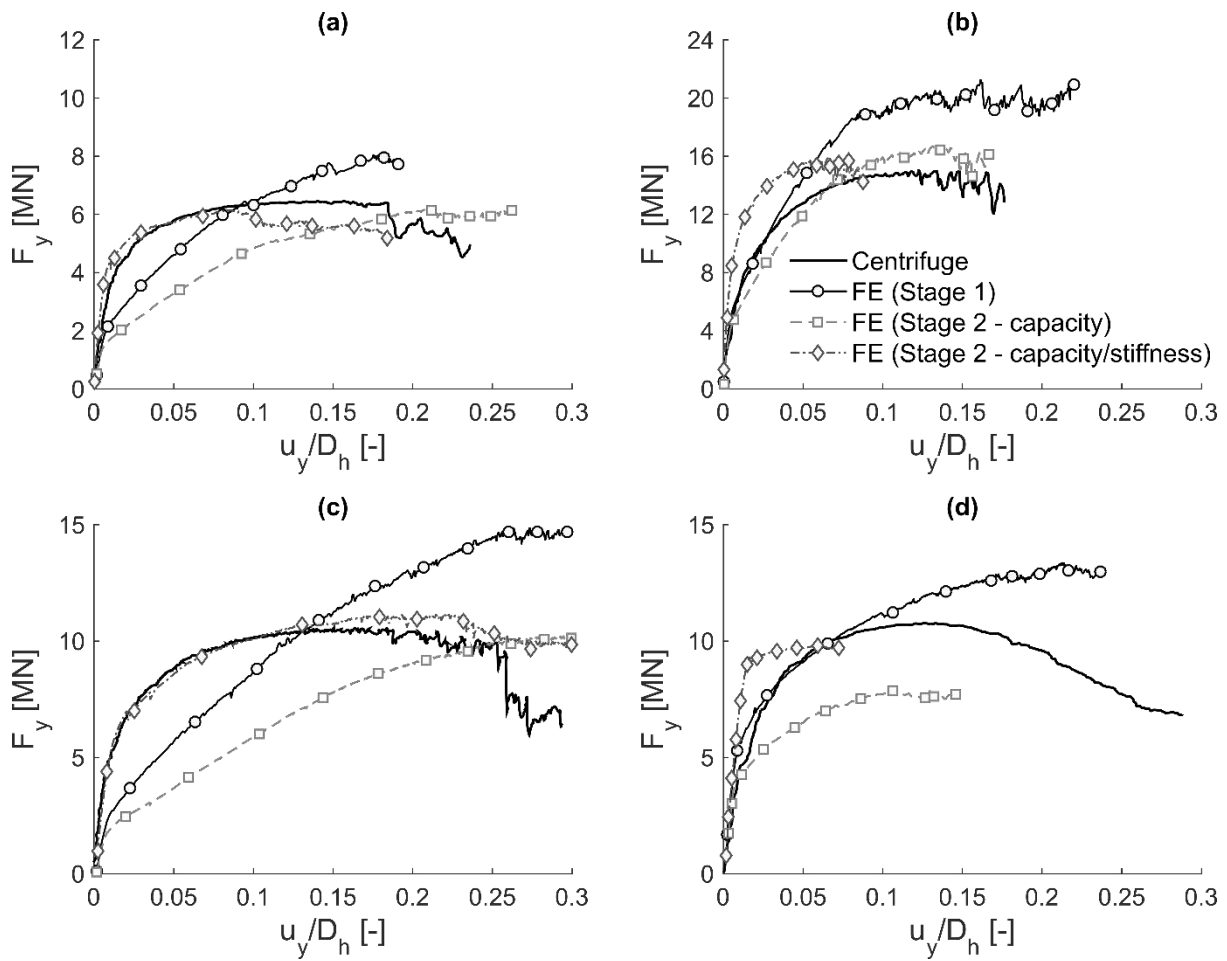 (a)
12
10
8
6
4
2
0
F_y [MN]
0 0.05 0.1 0.15 0.2 0.25 0.3
u_y/D_h [-]
(b)
24
20
16
12
8
4
0
F_y [MN]
Centrifuge
FE (Stage 1)
FE (Stage 2 - capacity)
FE (Stage 2 - capacity/stiffness)
0 0.05 0.1 0.15 0.2 0.25 0.3
u_y/D_h [-]
(c)
15
10
5
0
F_y [MN]
0 0.05 0.1 0.15 0.2 0.25 0.3
u_y/D_h [-]
(d)
15
10
5
0
F_y [MN]
0 0.05 0.1 0.15 0.2 0.25 0.3
u_y/D_h [-]